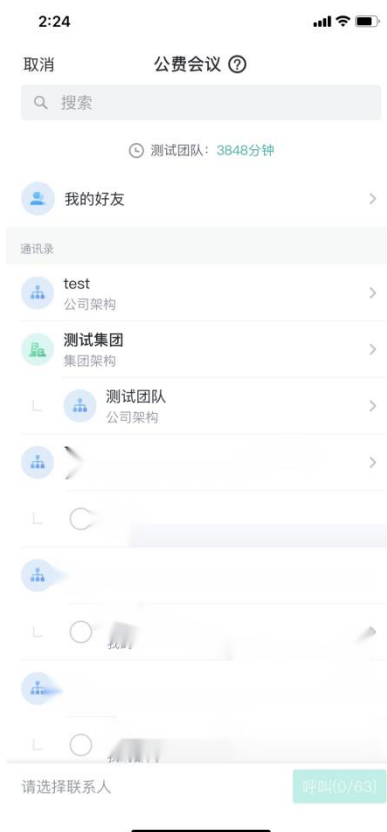 2:24
取消
公费会议
搜索
测试团队：3848分钟
我的好友
通讯录
test
公司架构
测试集团
集团架构
测试团队
公司架构
请选择联系人
呼叫(0/63)